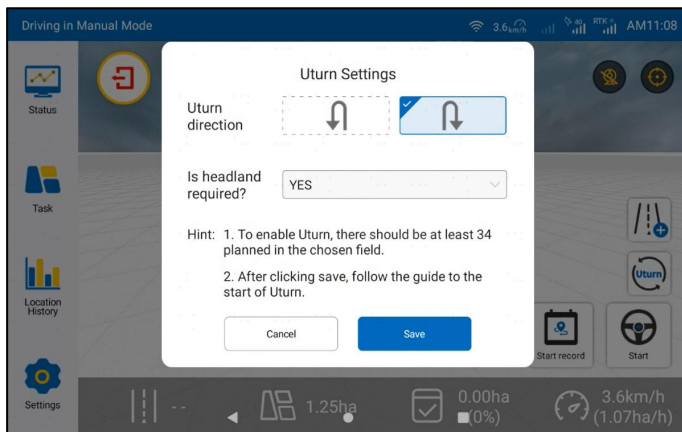 Driving in Manual Mode
3.6km/h
40
RTK
AM11:08
Uturn Settings
Status
Uturn
direction
Is headland
required?
YES
Task
Hint: 1. To enable Uturn, there should be at least 34
planned in the chosen field.
2. After clicking save, follow the guide to the
start of Uturn.
Uturn
Location
History
Cancel
Save
Start record
Start
Settings
--
1.25ha
0.00ha
(0%)
3.6km/h
(1.07ha/h)